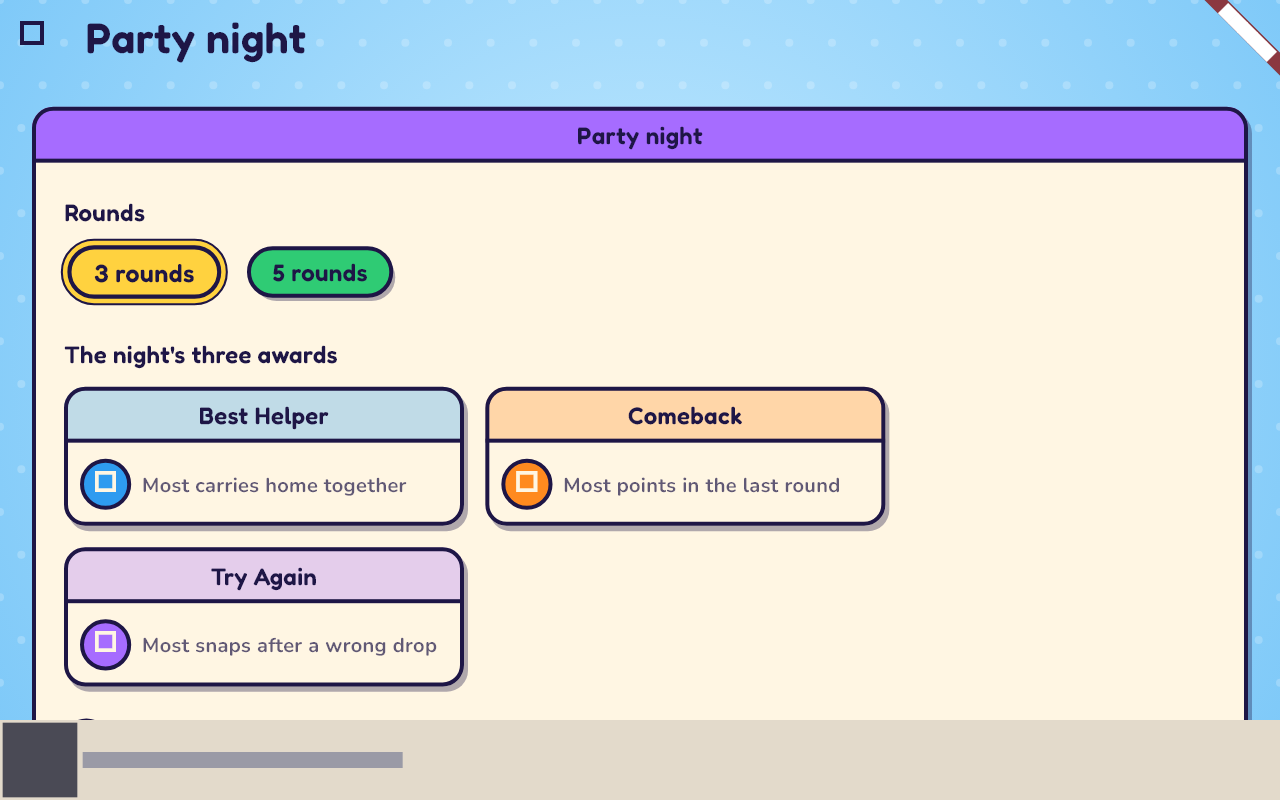 Party night
Party night
Rounds
3 rounds
5 rounds
The night's three awards
Best Helper
Most carries home together
Comeback
Most points in the last round
Try Again
Most snaps after a wrong drop